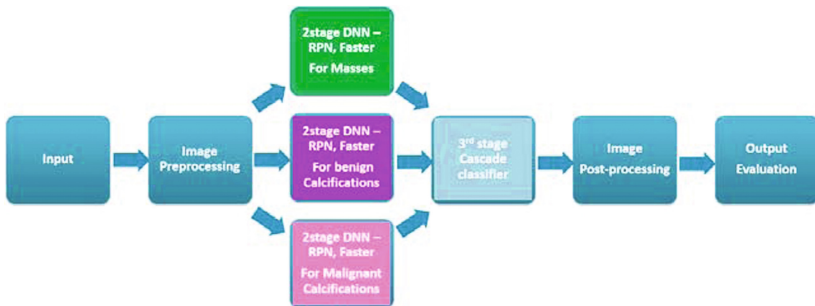 Input
Image
Preprocessing
2stage DNN –
RPN, Faster
For Masses
2stage DNN –
RPN, Faster
For benign
Calcifications
2stage DNN –
RPN, Faster
For Malignant
Calcifications
3rd stage
Cascade
classifier
Image
Post-processing
Output
Evaluation